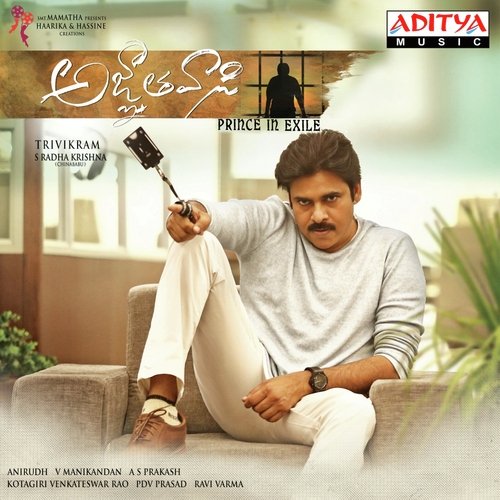 SMT. MAMATHA PRESENTS
HAARIKA & HASSINE
CREATIONS
ADITYA
MUSIC
అజ్ఞాతవాసి
PRINCE IN EXILE
TRIVIKRAM
S RADHA KRISHNA
(CHINABABU)
ANIRUDH V MANIKANDAN A S PRAKASH
KOTAGIRI VENKATESWAR RAO PDV PRASAD RAVI VARMA